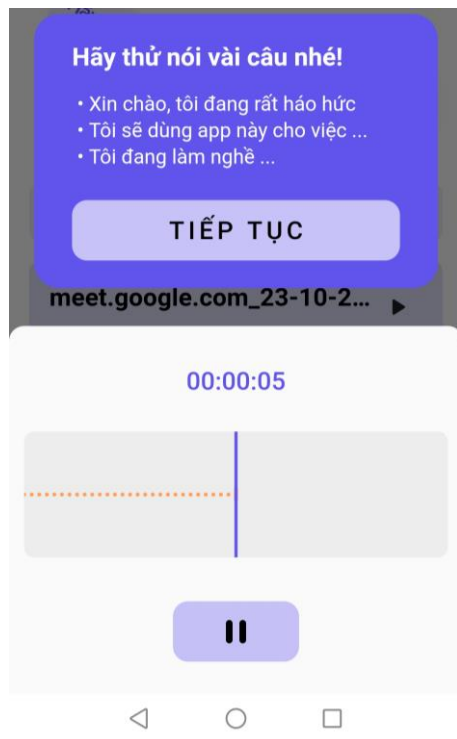 Hãy thử nói vài câu nhé!
• Xin chào, tôi đang rất háo hức
• Tôi sẽ dùng app này cho việc ...
• Tôi đang làm nghề ...
TIẾP TỤC
meet.google.com_23-10-2...
00:00:05